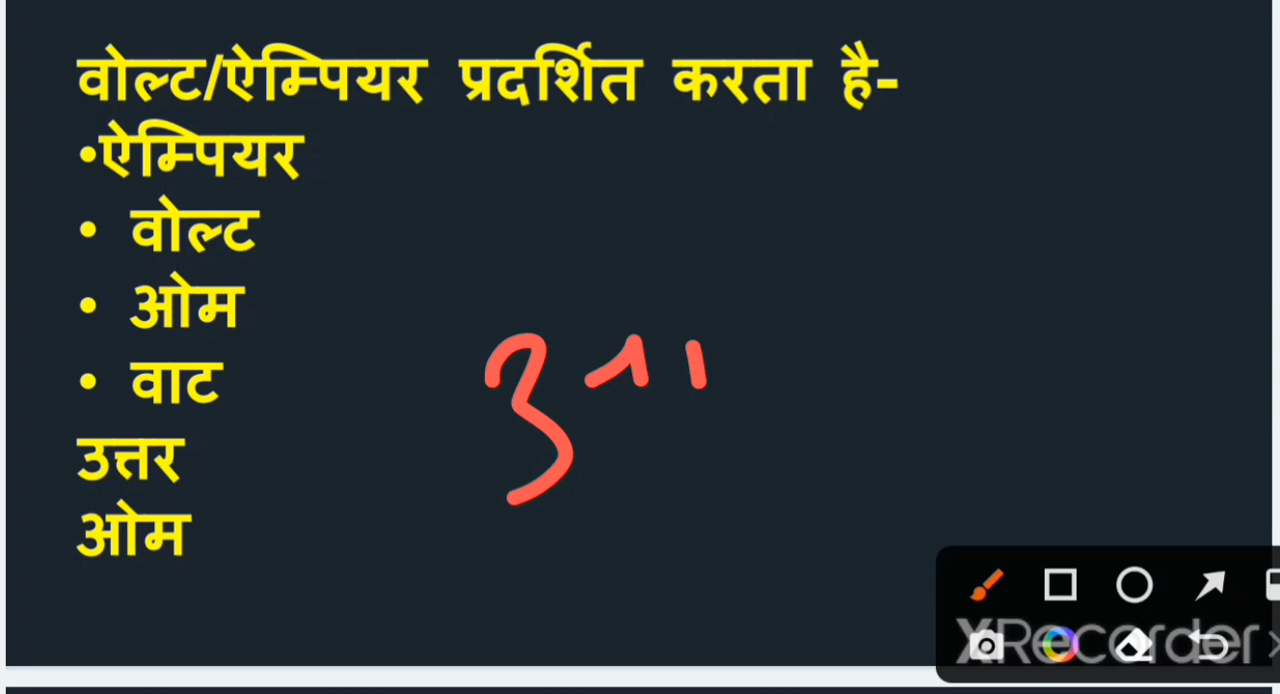 वोल्ट/ऐम्पियर प्रदर्शित करता है-
•ऐम्पियर
• वोल्ट
• ओम
• वाट
उत्तर
ओम
XRecorder